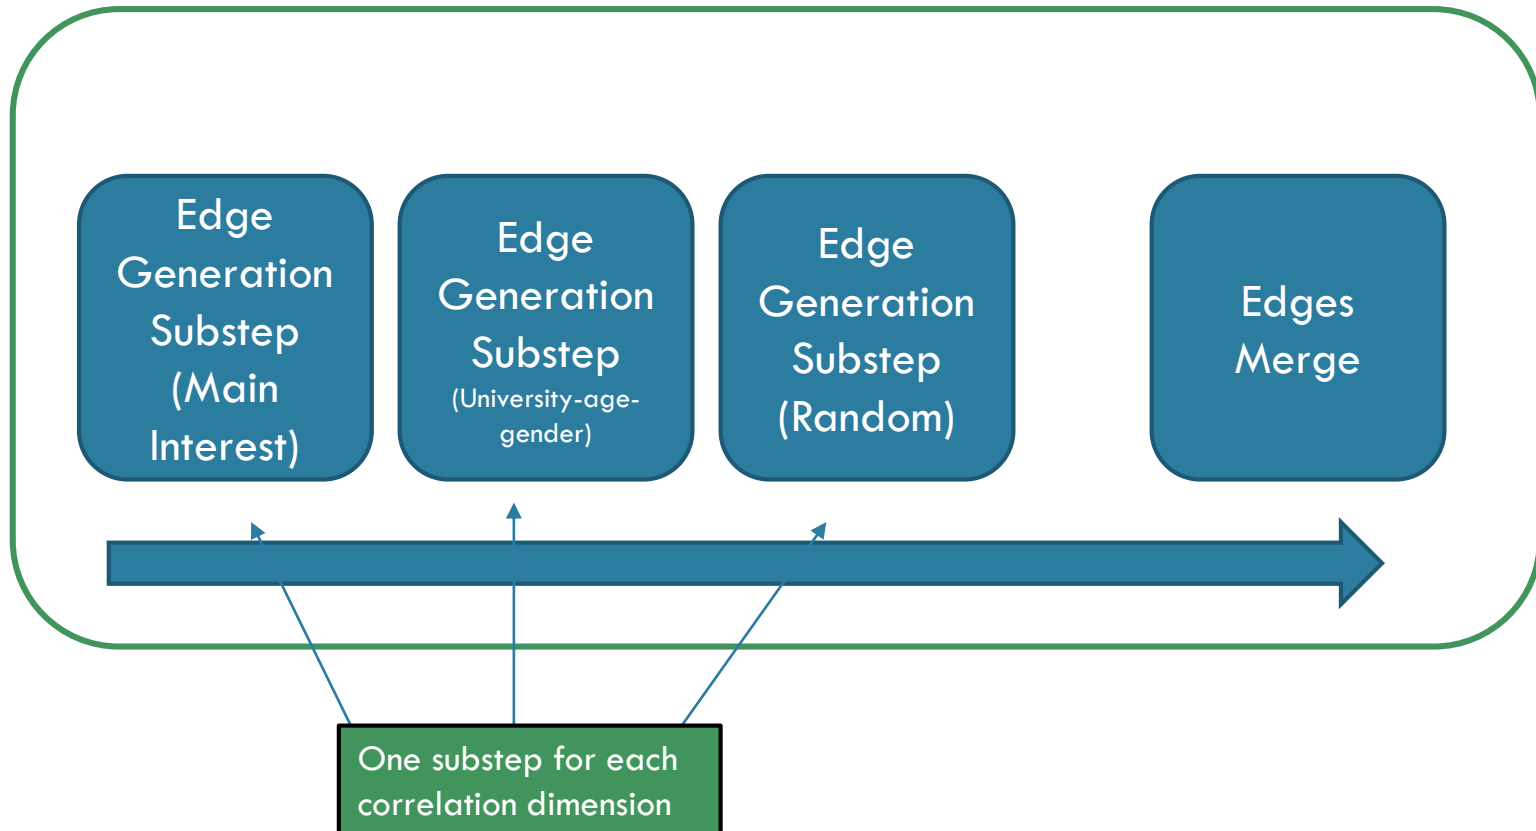 Edge
Generation
Substep
(Main
Interest)
Edge
Generation
Substep
(University-age-
gender)
Edge
Generation
Substep
(Random)
Edges
Merge
One substep for each
correlation dimension